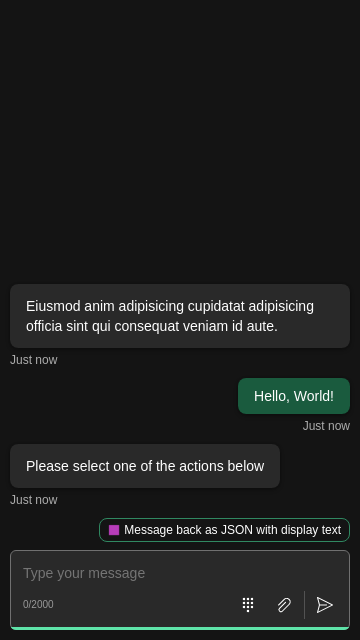 Eiusmod anim adipisicing cupidatat adipisicing
officia sint qui consequat veniam id aute.
Just now
Hello, World!
Just now
Please select one of the actions below
Just now
Message back as JSON with display text
Type your message
0/2000